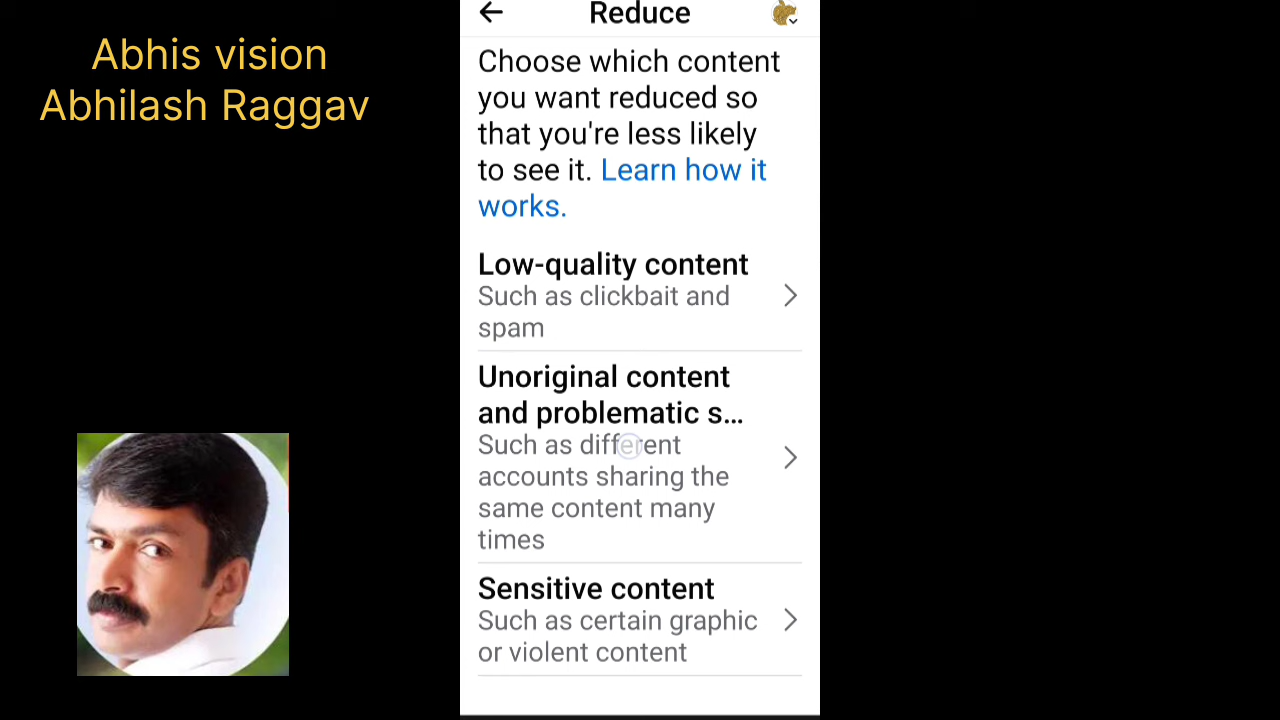 Abhis vision
Abhilash Raggav
Reduce
Choose which content
you want reduced so
that you're less likely
to see it. Learn how it
works.
Low-quality content
Such as clickbait and
spam
Unoriginal content
and problematic s...
Such as different
accounts sharing the
same content many
times
Sensitive content
Such as certain graphic
or violent content